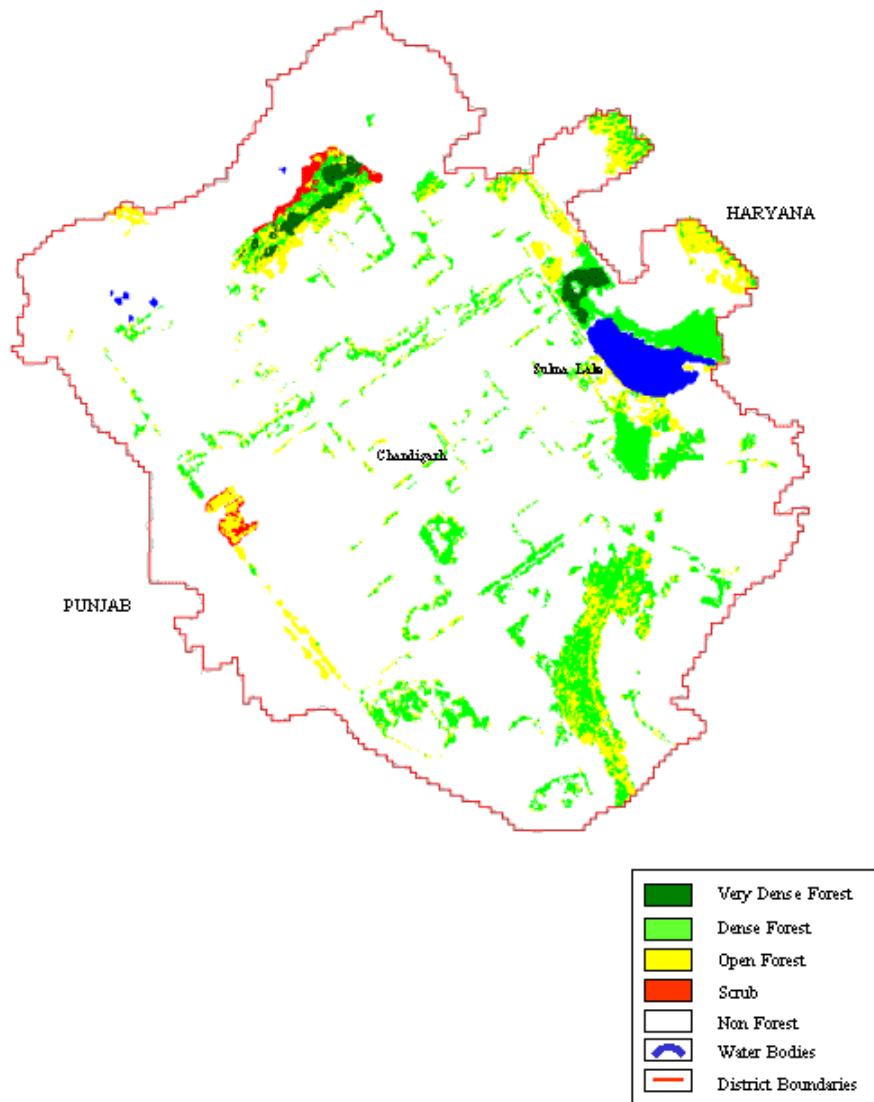 HARYANA
Sukna Lake
Chandigarh
PUNJAB
Very Dense Forest
Dense Forest
Open Forest
Scrub
Non Forest
Water Bodies
District Boundaries